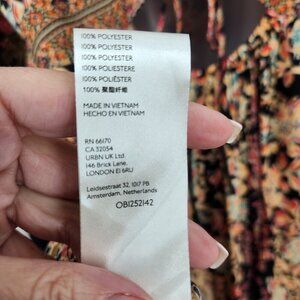 100% POLYESTER
100% POLYESTER
100% POLYESTER
100% POLIESTERE
100% POLIÉSTER
100% 聚酯纤维
MADE IN VIETNAM
HECHO EN VIETNAM
RN 66170
CA 32054
URBN UK Ltd.
146 Brick Lane,
LONDON E1 6RU
Leidsestraat 32, 1017 PB
Amsterdam, Netherlands
OB1252142